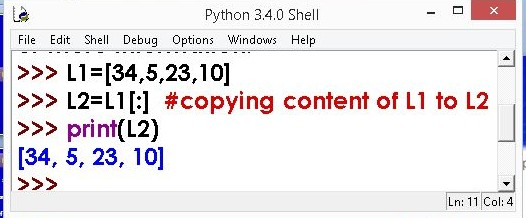 Python 3.4.0 Shell
File Edit Shell Debug Options Windows Help
>>> L1=[34,5,23,10]
>>> L2=L1[:]  #copying content of L1 to L2
>>> print(L2)
[34, 5, 23, 10]
>>>
Ln: 11 Col: 4